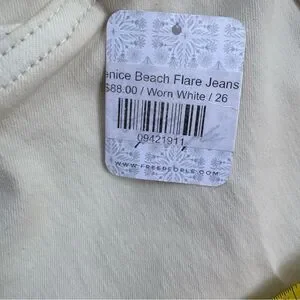 enice Beach Flare Jeans
$88.00 / Worn White / 26
09421911
WWW.FREEPEOPLE.COM